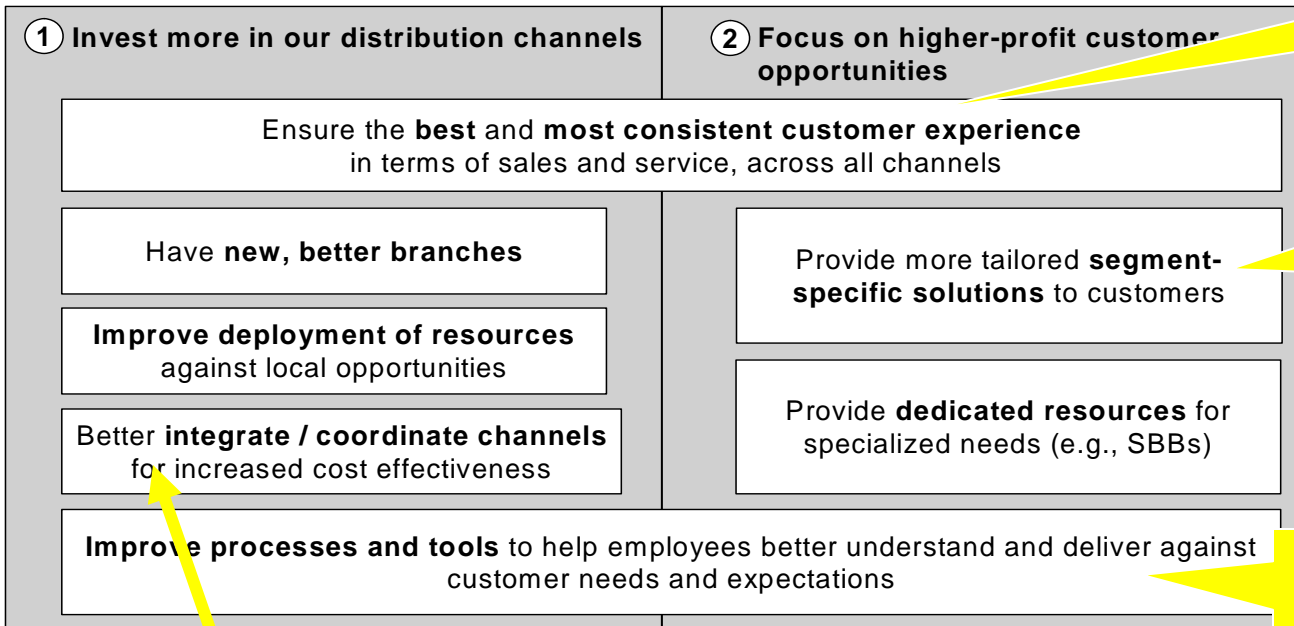 1 Invest more in our distribution channels
2 Focus on higher-profit customer
opportunities
Ensure the best and most consistent customer experience
in terms of sales and service, across all channels
Have new, better branches
Improve deployment of resources
against local opportunities
Better integrate / coordinate channels
for increased cost effectiveness
Provide more tailored segment-
specific solutions to customers
Provide dedicated resources for
specialized needs (e.g., SBBs)
Improve processes and tools to help employees better understand and deliver against
customer needs and expectations